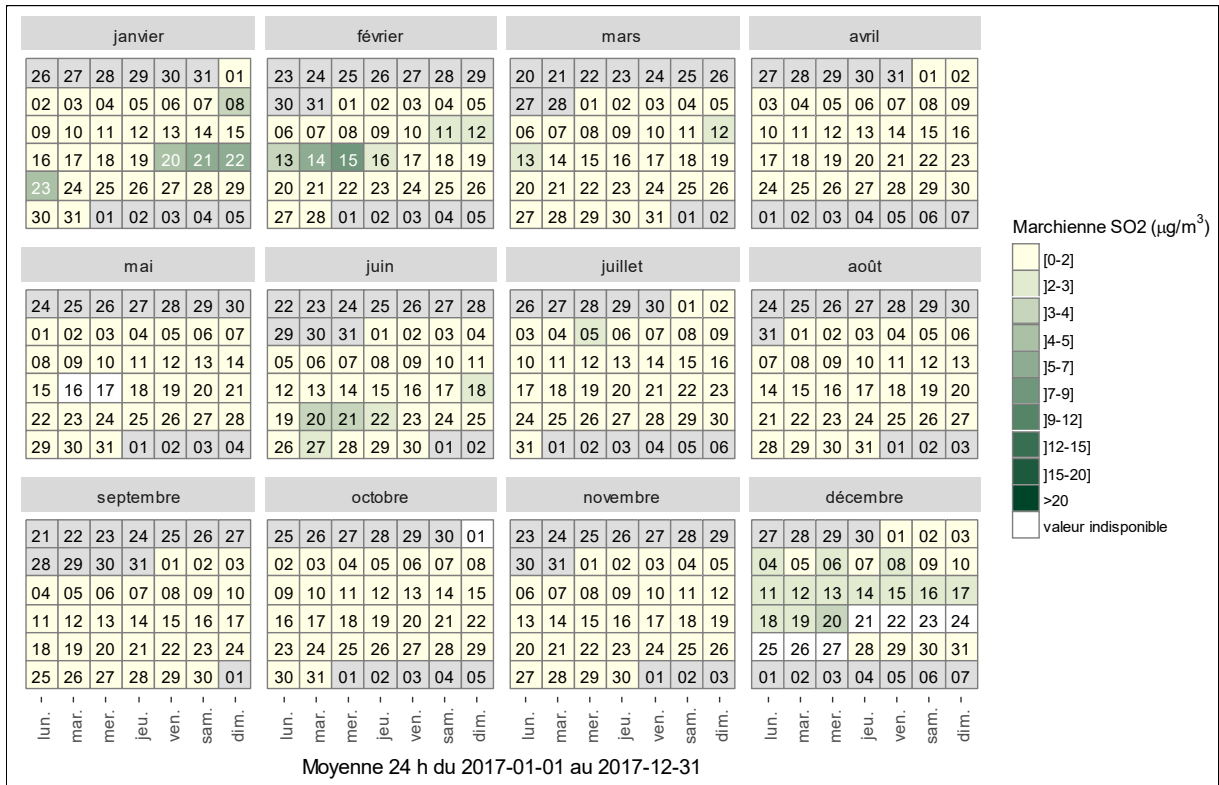 janvier février mars avril
26 27 28 29 30 31 01 23 24 25 26 27 28 29 20 21 22 23 24 25 26 27 28 29 30 31 01 02
02 03 04 05 06 07 08 30 31 01 02 03 04 05 27 28 01 02 03 04 05 03 04 05 06 07 08 09
09 10 11 12 13 14 15 06 07 08 09 10 11 12 06 07 08 09 10 11 12 10 11 12 13 14 15 16
16 17 18 19 20 21 22 13 14 15 16 17 18 19 13 14 15 16 17 18 19 17 18 19 20 21 22 23
23 24 25 26 27 28 29 20 21 22 23 24 25 26 20 21 22 23 24 25 26 24 25 26 27 28 29 30
30 31 01 02 03 04 05 27 28 01 02 03 04 05 27 28 29 30 31 01 02 01 02 03 04 05 06 07
mai juin juillet août
24 25 26 27 28 29 30 22 23 24 25 26 27 28 26 27 28 29 30 01 02 24 25 26 27 28 29 30
01 02 03 04 05 06 07 29 30 31 01 02 03 04 03 04 05 06 07 08 09 31 01 02 03 04 05 06
08 09 10 11 12 13 14 05 06 07 08 09 10 11 10 11 12 13 14 15 16 07 08 09 10 11 12 13
15 16 17 18 19 20 21 12 13 14 15 16 17 18 17 18 19 20 21 22 23 14 15 16 17 18 19 20
22 23 24 25 26 27 28 19 20 21 22 23 24 25 24 25 26 27 28 29 30 21 22 23 24 25 26 27
29 30 31 01 02 03 04 26 27 28 29 30 01 02 31 01 02 03 04 05 06 28 29 30 31 01 02 03
septembre octobre novembre décembre
21 22 23 24 25 26 27 25 26 27 28 29 30 01 23 24 25 26 27 28 29 27 28 29 30 01 02 03
28 29 30 31 01 02 03 02 03 04 05 06 07 08 30 31 01 02 03 04 05 04 05 06 07 08 09 10
04 05 06 07 08 09 10 09 10 11 12 13 14 15 06 07 08 09 10 11 12 11 12 13 14 15 16 17
11 12 13 14 15 16 17 16 17 18 19 20 21 22 13 14 15 16 17 18 19 18 19 20 21 22 23 24
18 19 20 21 22 23 24 23 24 25 26 27 28 29 20 21 22 23 24 25 26 25 26 27 28 29 30 31
25 26 27 28 29 30 01 30 31 01 02 03 04 05 27 28 29 30 01 02 03 01 02 03 04 05 06 07
lun. mar. mer. jeu. ven. sam. dim. lun. mar. mer. jeu. ven. sam. dim. lun. mar. mer. jeu. ven. sam. dim. lun. mar. mer. jeu. ven. sam. dim.
Moyenne 24 h du 2017-01-01 au 2017-12-31
Marchienne SO2 (μg/m³)
[0-2]
]2-3]
]3-4]
]4-5]
]5-7]
]7-9]
]9-12]
]12-15]
]15-20]
>20
valeur indisponible